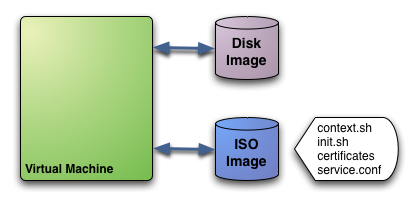 Disk
Image
ISO
Image
Virtual Machine
context.sh
init.sh
certificates
service.conf